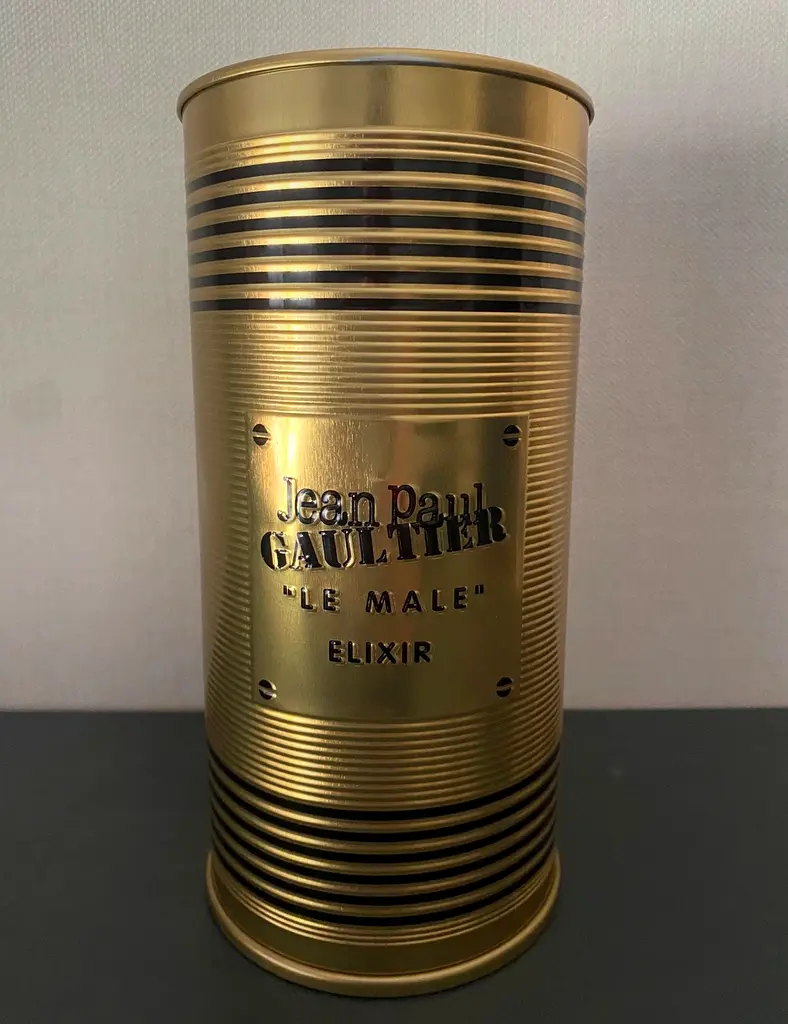 Jean Paul
GAULTIER
"LE MALE"
ELIXIR